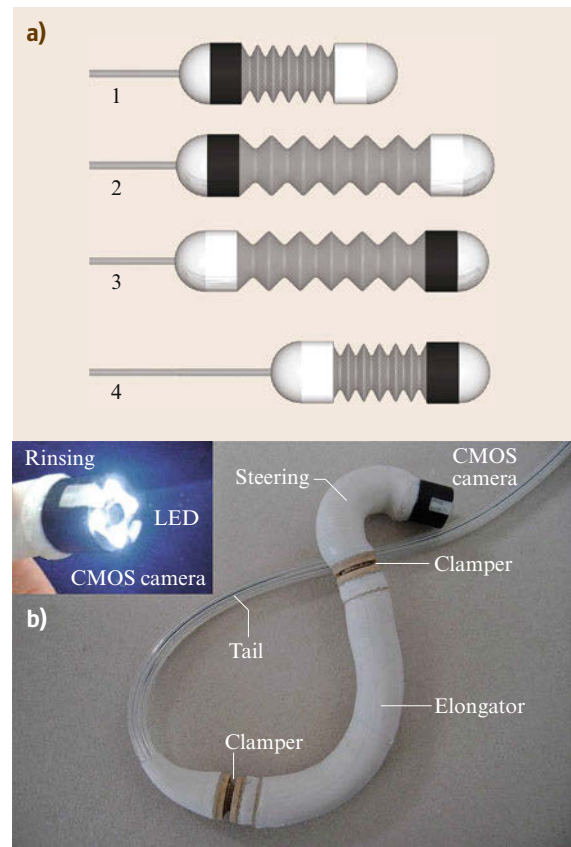 a)
1
2
3
4
Rinsing
LED
CMOS camera
b)
Steering
CMOS
camera
Clamper
Tail
Elongator
Clamper